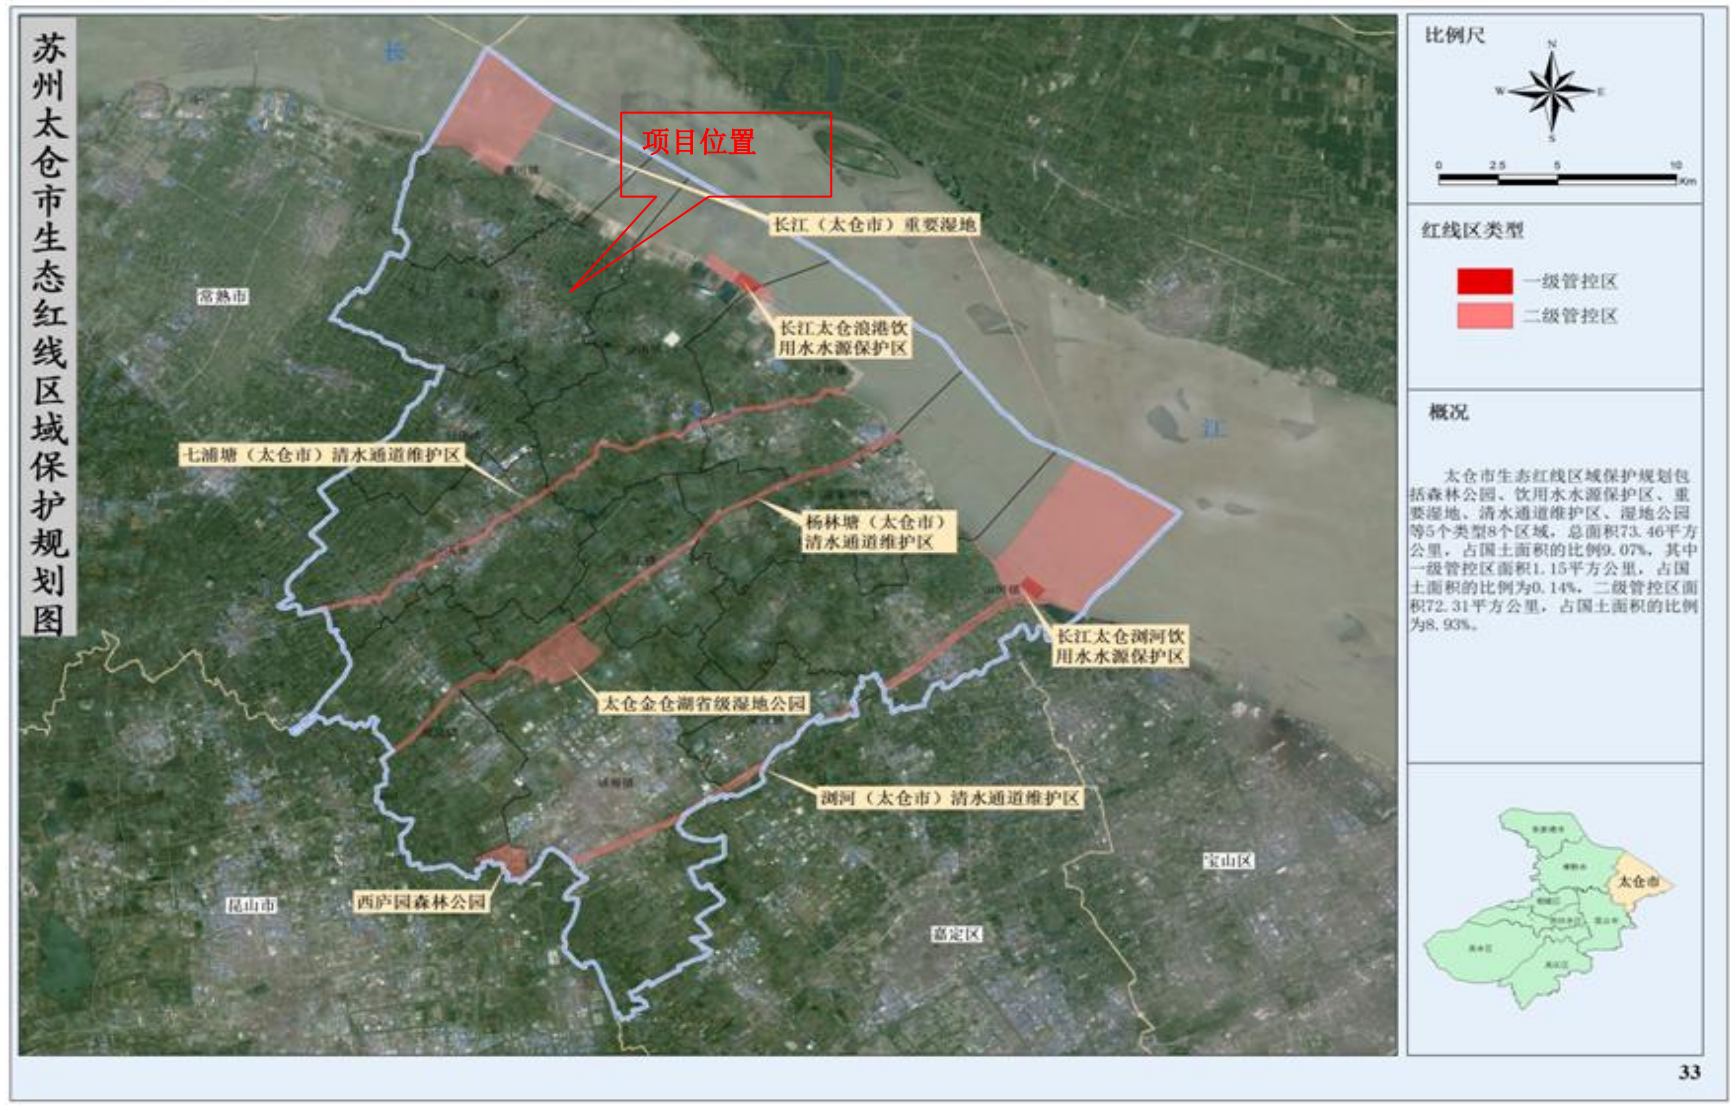 苏州太仓市生态红线区域保护规划图
长
江
项目位置
长江（太仓市）重要湿地
常熟市
长江太仓浪港饮
用水水源保护区
七浦塘（太仓市）清水通道维护区
杨林塘（太仓市）
清水通道维护区
长江太仓浏河饮
用水水源保护区
太仓金仓湖省级湿地公园
浏河（太仓市）清水通道维护区
西庐园森林公园
昆山市
嘉定区
宝山区
比例尺
N
W
E
S
0 2.5 5 10
Km
红线区类型
一级管控区
二级管控区
概况
太仓市生态红线区域保护规划包
括森林公园、饮用水水源保护区、重
要湿地、清水通道维护区、湿地公园
等5个类型8个区域，总面积73.46平方
公里，占国土面积的比例9.07%，其中
一级管控区面积1.15平方公里，占国
土面积的比例为0.14%，二级管控区面
积72.31平方公里，占国土面积的比例
为8.93%。
太仓市
33